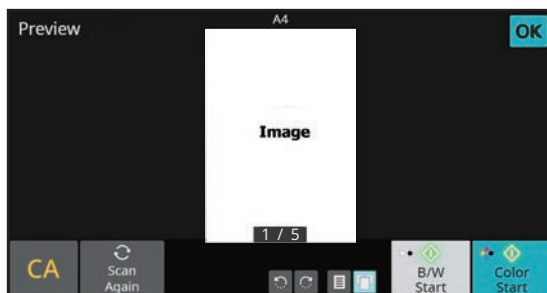 Preview
A4
OK
Image
1 / 5
CA
Scan
Again
B/W
Start
Color
Start